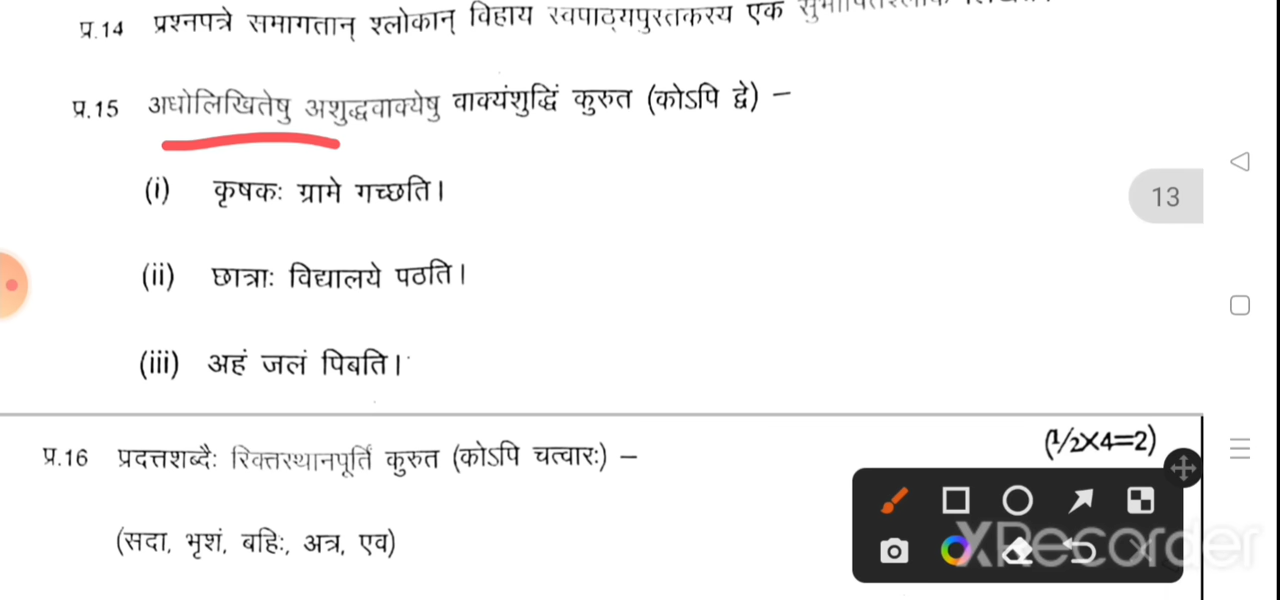 प्र.14 प्रश्नपत्रे समागतान् श्लोकान् विहाय स्वपाठ्यपुस्तकस्य एक
प्र.15 अधोलिखितेषु अशुद्धवाक्येषु वाक्यंशुद्धिं कुरुत (कोऽपि द्वे) –
(i) कृषकः ग्रामे गच्छति।
13
(ii) छात्राः विद्यालये पठति।
(iii) अहं जलं पिबति।
(1/2X4=2)
प्र.16 प्रदत्तशब्दैः रिक्तस्थानपूर्ति कुरुत (कोऽपि चत्वारः) –
(सदा, भृशं, बहिः, अत्र, एव)
XRecorder